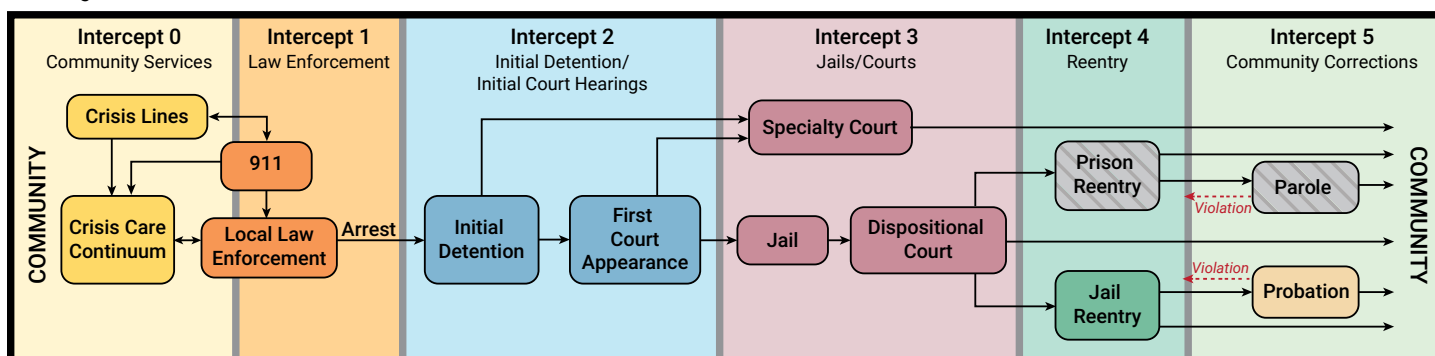 COMMUNITY
Intercept 0
Community Services
Intercept 1
Law Enforcement
Intercept 2
Initial Detention/
Initial Court Hearings
Intercept 3
Jails/Courts
Intercept 4
Reentry
Intercept 5
Community Corrections
Crisis Lines
911
Crisis Care
Continuum
Local Law
Enforcement
Arrest
Initial
Detention
First
Court
Appearance
Specialty Court
Jail
Dispositional
Court
Prison
Reentry
Violation
Parole
Jail
Reentry
Violation
Probation
COMMUNITY